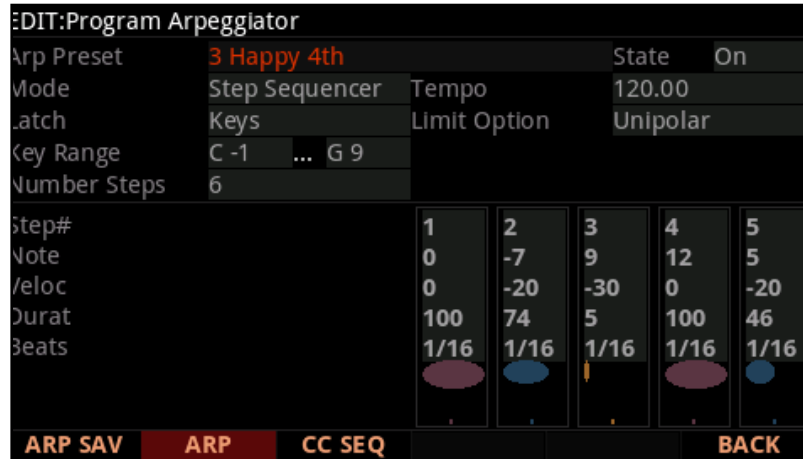 EDIT:Program Arpeggiator
Arp Preset 3 Happy 4th State On
Mode Step Sequencer Tempo 120.00
Latch Keys Limit Option Unipolar
Key Range C -1 ... G 9
Number Steps 6
Step# 1 2 3 4 5
Note 0 -7 9 12 5
Veloc 0 -20 -30 0 -20
Durat 100 74 5 100 46
Beats 1/16 1/16 1/16 1/16 1/16
ARP SAV ARP CC SEQ BACK